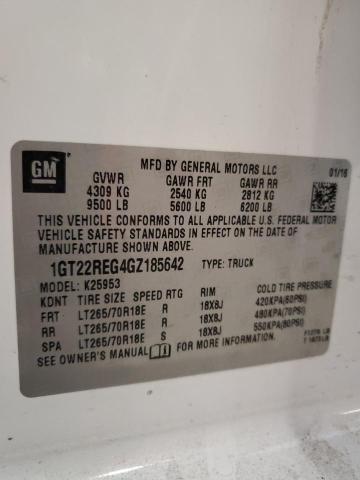 GM
MFD BY GENERAL MOTORS LLC
01/16
GVWR GAWR FRT GAWR RR
4309 KG 2540 KG 2812 KG
9500 LB 5600 LB 6200 LB
THIS VEHICLE CONFORMS TO ALL APPLICABLE U.S. FEDERAL MOTOR
VEHICLE SAFETY STANDARDS IN EFFECT ON THE DATE OF
MANUFACTURE SHOWN ABOVE.
1GT22REG4GZ185642 TYPE: TRUCK
MODEL: K25953
KDNT TIRE SIZE SPEED RTG RIM COLD TIRE PRESSURE
FRT LT265/70R18E R 18X8J 420KPA(60PSI)
RR LT265/70R18E R 18X8J 480KPA(70PSI)
SPA LT265/70R18E S 18X8J 550KPA(80PSI)
SEE OWNER'S MANUAL FOR MORE INFORMATION.